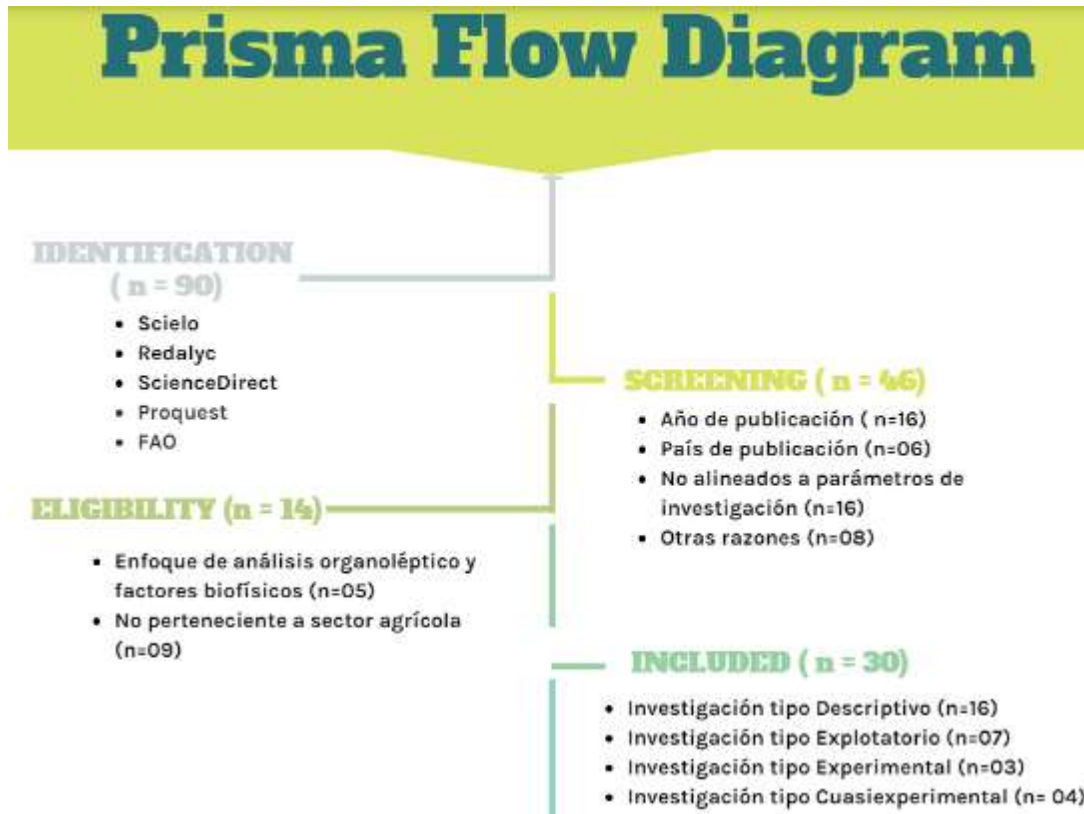 Prisma Flow Diagram
IDENTIFICATION
( n = 90)
• Scielo
• Redalyc
• ScienceDirect
• Proquest
• FAO
SCREENING ( n = 46)
• Año de publicación ( n=16)
• País de publicación (n=06)
• No alineados a parámetros de
investigación (n=16)
• Otras razones (n=08)
ELIGIBILITY (n = 14)
• Enfoque de análisis organoléptico y
factores biofísicos (n=05)
• No perteneciente a sector agrícola
(n=09)
INCLUDED ( n = 30)
• Investigación tipo Descriptivo (n=16)
• Investigación tipo Explotatorio (n=07)
• Investigación tipo Experimental (n=03)
• Investigación tipo Cuasiexperimental (n= 04)